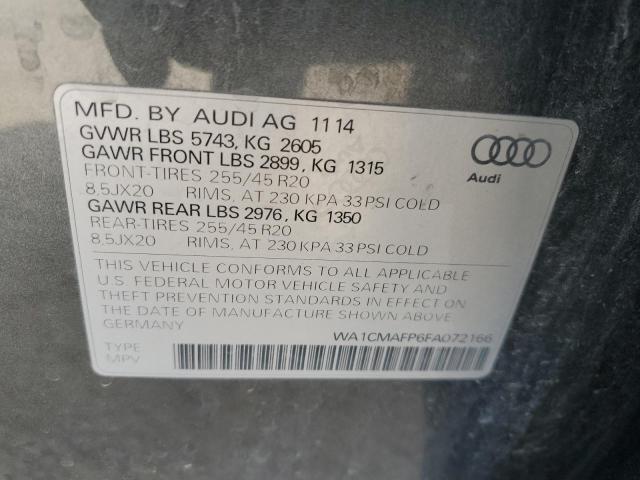 MFD. BY AUDI AG 11 14
GVWR LBS 5743, KG 2605
GAWR FRONT LBS 2899, KG 1315
FRONT-TIRES 255/45 R20
8,5JX20 RIMS, AT 230 KPA 33 PSI COLD
GAWR REAR LBS 2976, KG 1350
REAR-TIRES 255/45 R20
8,5JX20 RIMS, AT 230 KPA 33 PSI COLD
Audi
THIS VEHICLE CONFORMS TO ALL APPLICABLE
U.S. FEDERAL MOTOR VEHICLE SAFETY AND
THEFT PREVENTION STANDARDS IN EFFECT ON
THE DATE OF MANUFACTURE SHOWN ABOVE
GERMANY
WA1CMAFP6FA072166
TYPE
MPV